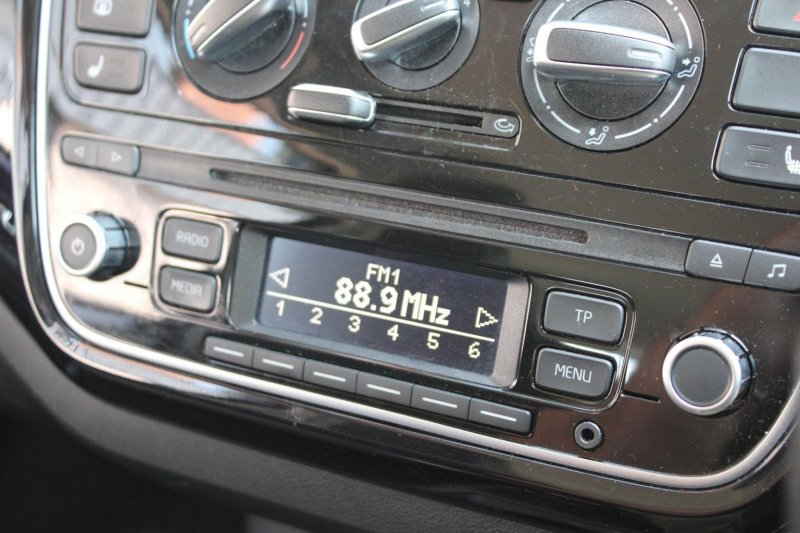 RADIO
MEDIA
FM1
88.9 MHz
1 2 3 4 5 6
TP
MENU